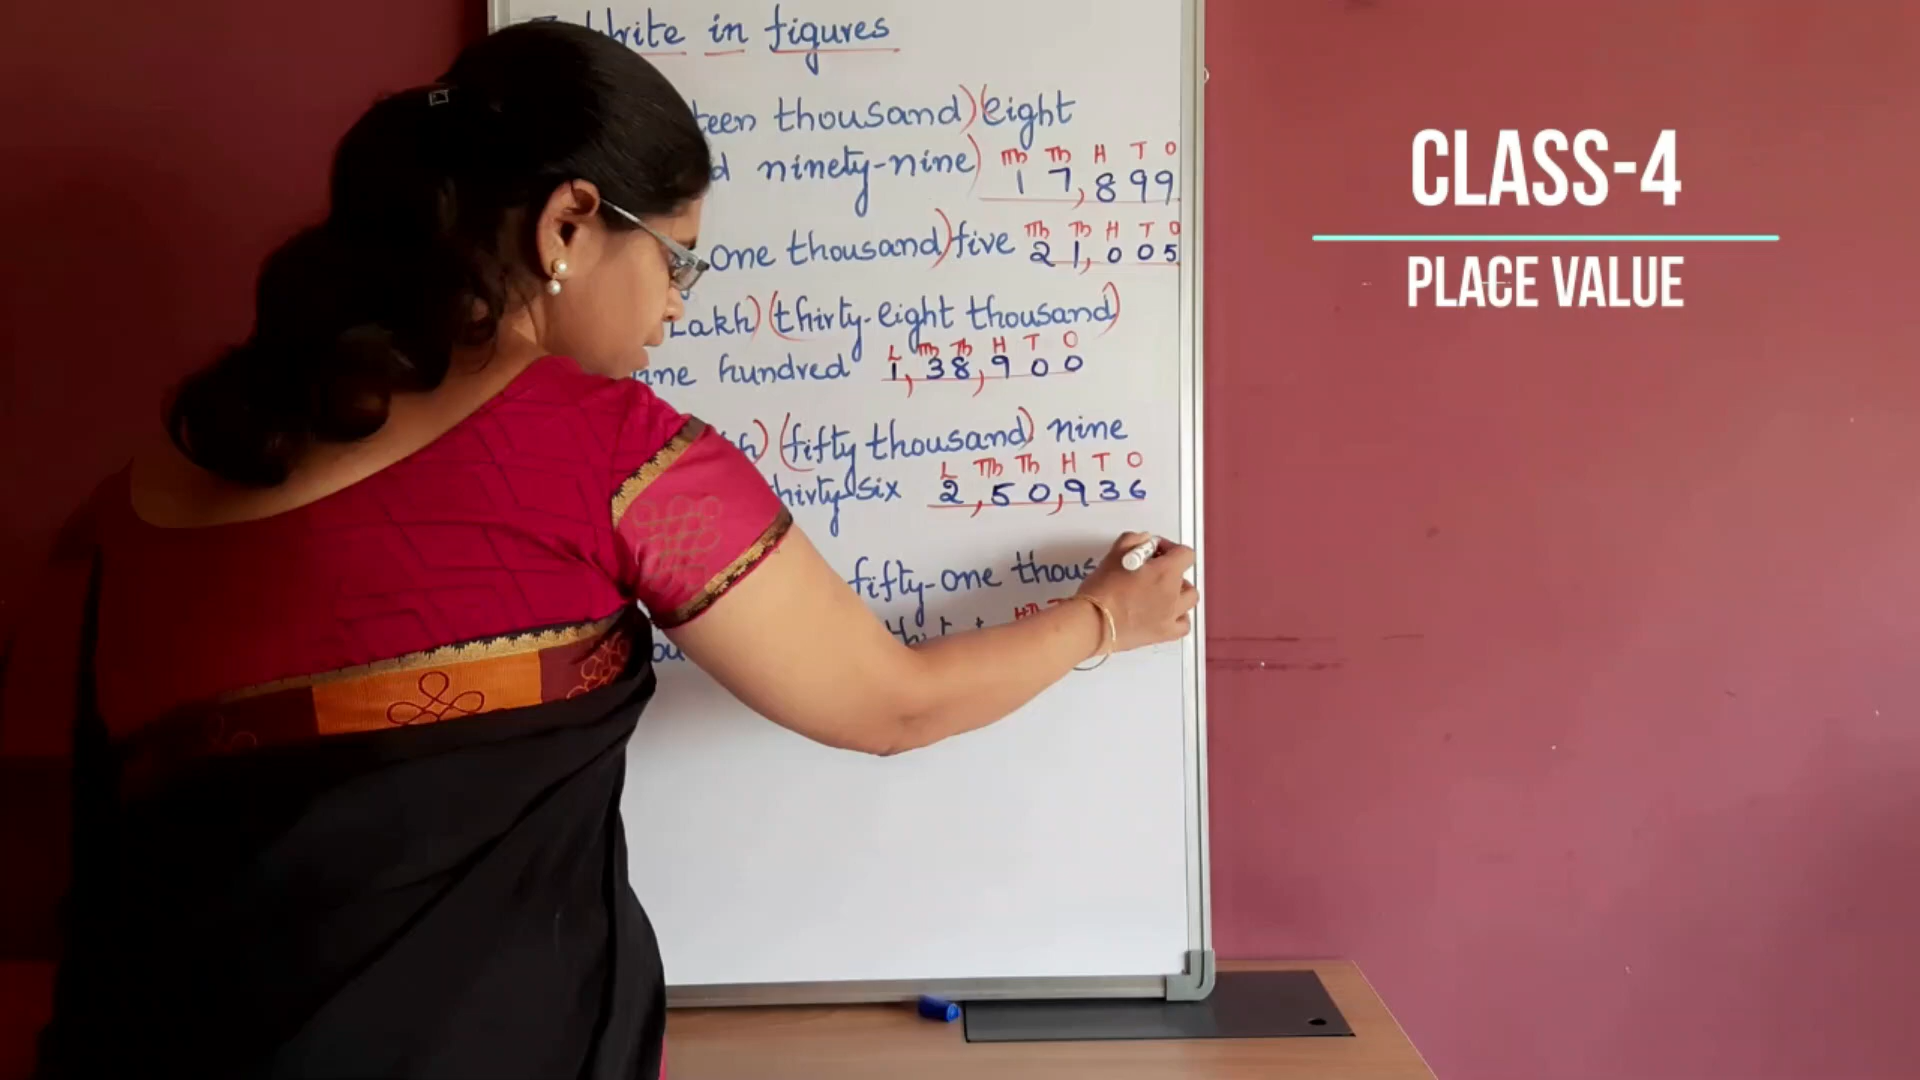 Write in figures
teen thousand) (eight
d ninety-nine) TTh Th H T O
17,899
one thousand) five TTh Th H T O
21,005
Lakh) (thirty-eight thousand)
L TTh Th H T O
nine hundred 1,38,900
h) (fifty thousand) nine
L TTh Th H T O
thirty six 2,50,936
fifty-one thous
CLASS-4
PLACE VALUE